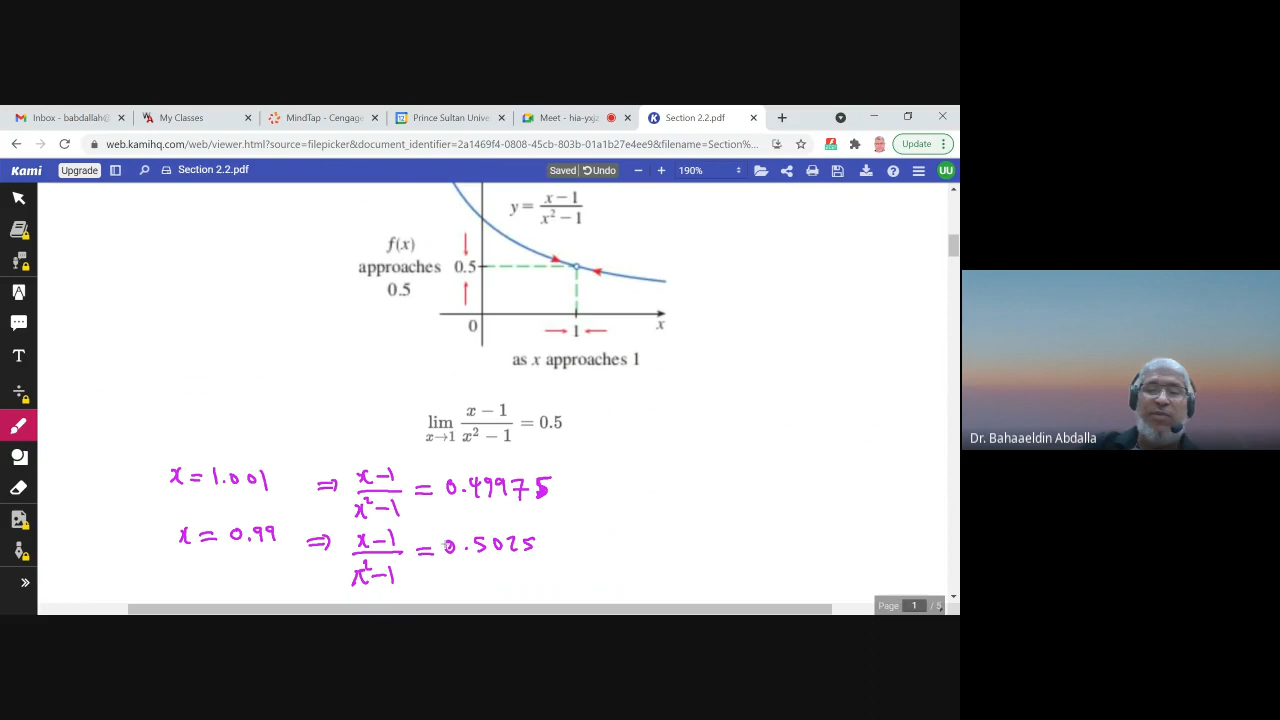 Inbox - babdallah@
My Classes
MindTap - Cengage
Prince Sultan Unive
Meet - hia-yxjz
Section 2.2.pdf
web.kamihq.com/web/viewer.html?source=filepicker&document_identifier=2a1469f4-0808-45cb-803b-01a1b27e4ee9&filename=Section%...
Update
Kami Upgrade Section 2.2.pdf Saved Undo 190% UU
y = x − 1 / x² − 1
f(x)
approaches 0.5
0.5
0 1 x
as x approaches 1
lim x→1 x − 1 / x² − 1 = 0.5
x = 1.001 ⇒ x − 1 / x² − 1 = 0.49975
x = 0.99 ⇒ x − 1 / x² − 1 = 0.5025
Dr. Bahaaeldin Abdalla
Page 1 / 5